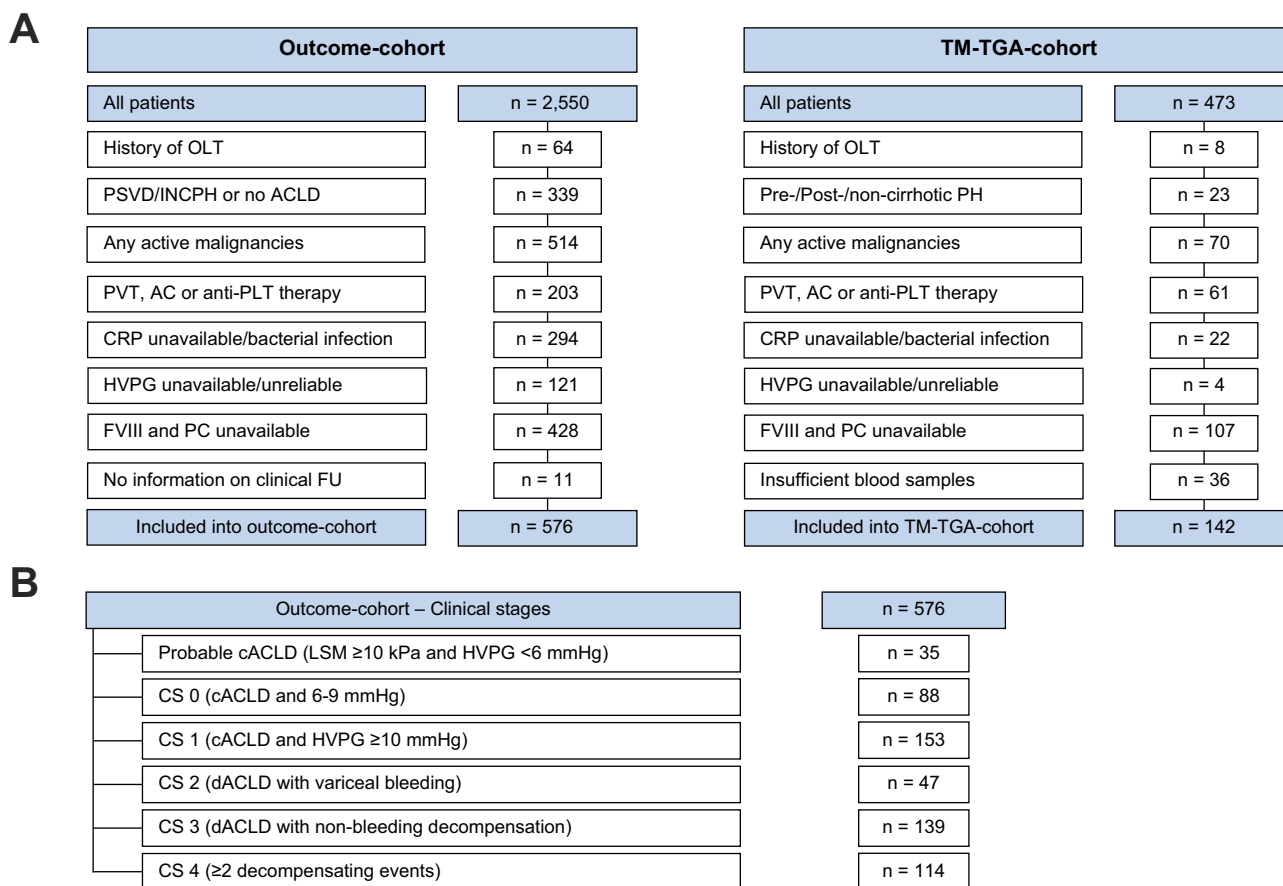 A
Outcome-cohort
All patients n = 2,550
History of OLT n = 64
PSVD/INCPH or no ACLD n = 339
Any active malignancies n = 514
PVT, AC or anti-PLT therapy n = 203
CRP unavailable/bacterial infection n = 294
HVPG unavailable/unreliable n = 121
FVIII and PC unavailable n = 428
No information on clinical FU n = 11
Included into outcome-cohort n = 576
TM-TGA-cohort
All patients n = 473
History of OLT n = 8
Pre-/Post-/non-cirrhotic PH n = 23
Any active malignancies n = 70
PVT, AC or anti-PLT therapy n = 61
CRP unavailable/bacterial infection n = 22
HVPG unavailable/unreliable n = 4
FVIII and PC unavailable n = 107
Insufficient blood samples n = 36
Included into TM-TGA-cohort n = 142
B
Outcome-cohort – Clinical stages n = 576
Probable cACLD (LSM ≥10 kPa and HVPG <6 mmHg) n = 35
CS 0 (cACLD and 6-9 mmHg) n = 88
CS 1 (cACLD and HVPG ≥10 mmHg) n = 153
CS 2 (dACLD with variceal bleeding) n = 47
CS 3 (dACLD with non-bleeding decompensation) n = 139
CS 4 (≥2 decompensating events) n = 114